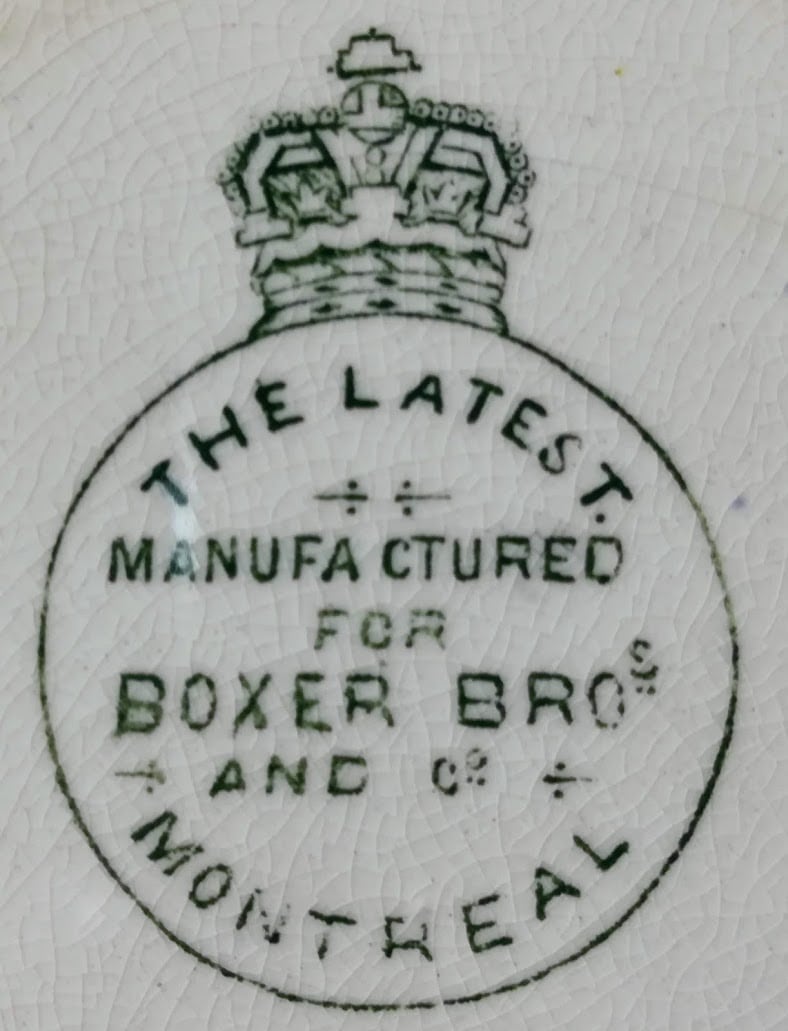 THE LATEST.
MANUFACTURED
FOR
BOXER BROS
AND Co
MONTREAL